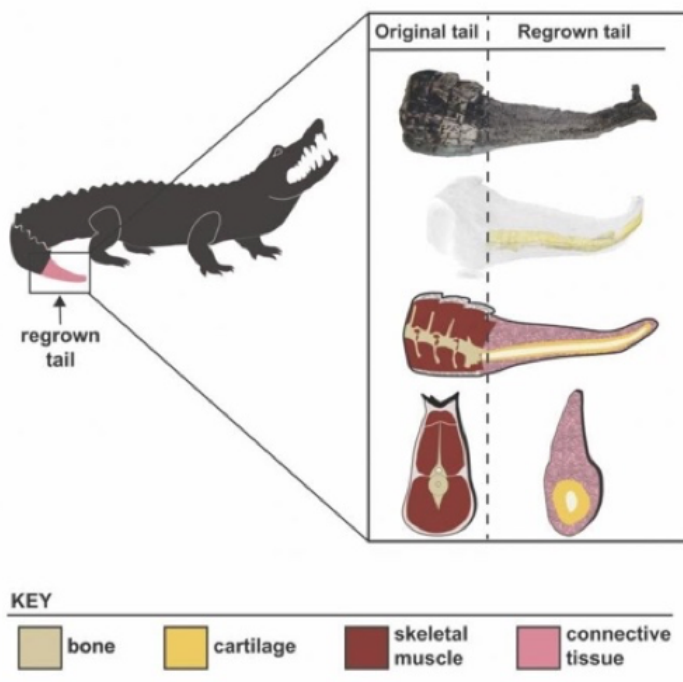 Original tail
Regrown tail
regrown
tail
KEY
bone
cartilage
skeletal
muscle
connective
tissue